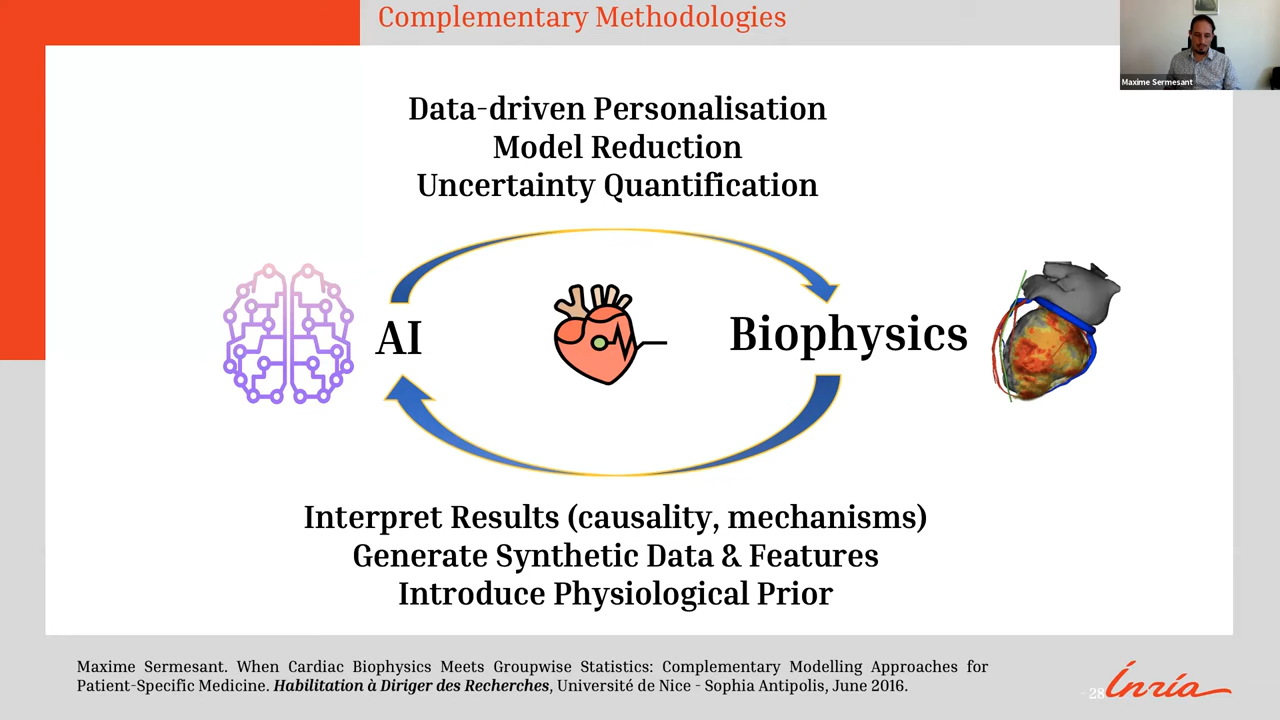 Complementary Methodologies
Maxime Sermesant
Data-driven Personalisation
Model Reduction
Uncertainty Quantification
AI
Biophysics
Interpret Results (causality, mechanisms)
Generate Synthetic Data & Features
Introduce Physiological Prior
Maxime Sermesant. When Cardiac Biophysics Meets Groupwise Statistics: Complementary Modelling Approaches for
Patient-Specific Medicine. Habilitation à Diriger des Recherches, Université de Nice - Sophia Antipolis, June 2016.
- 28
Inria